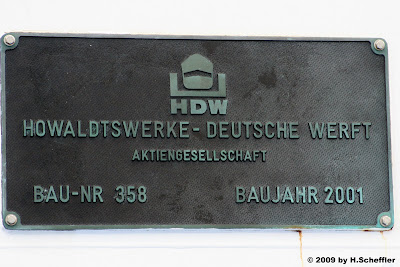 HDW
HOWALDTSWERKE-DEUTSCHE WERFT
AKTIENGESELLSCHAFT
BAU-NR 358 BAUJAHR 2001
© 2009 by H.Scheffler